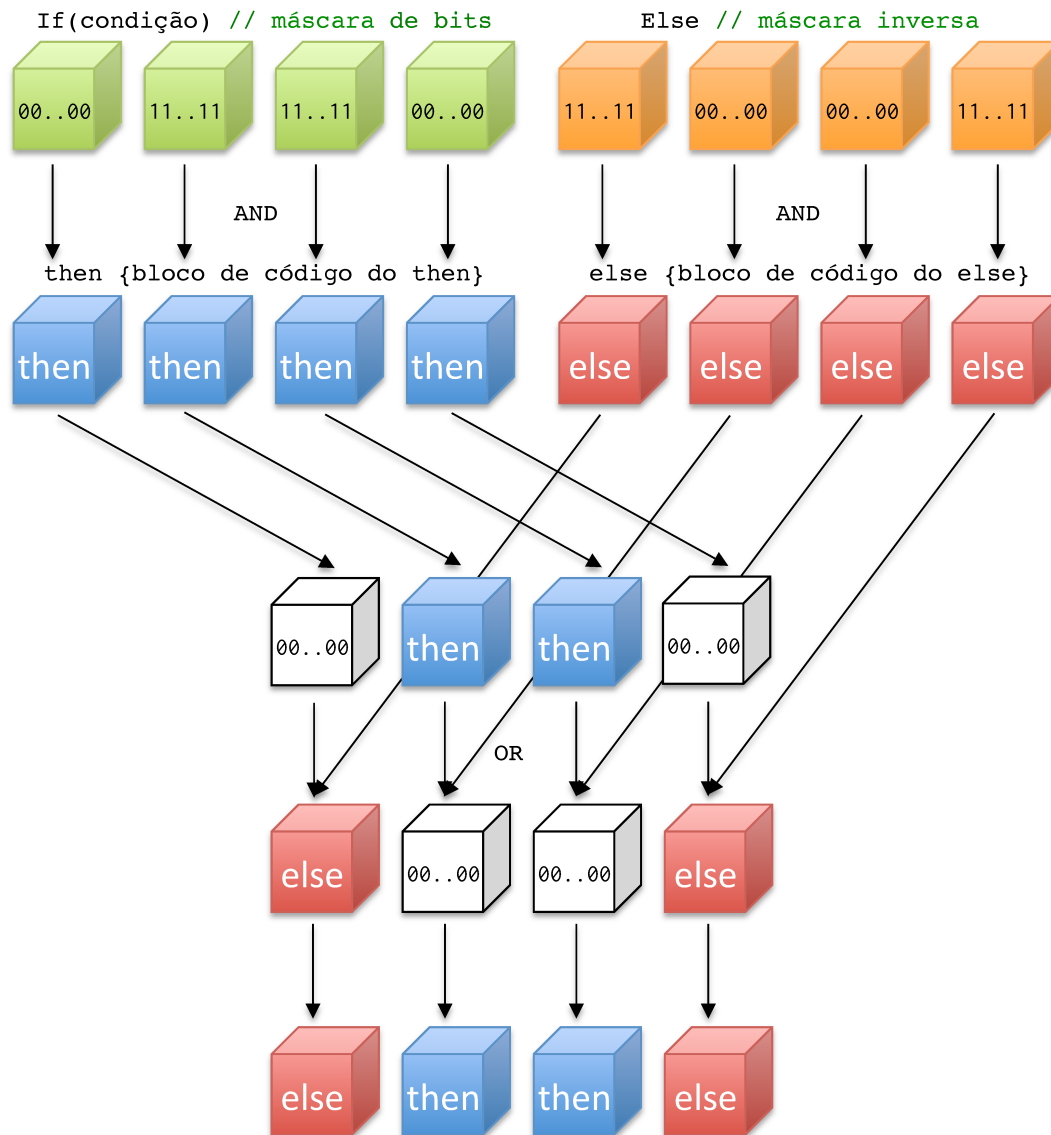 If(condição) // máscara de bits
Else // máscara inversa
00..00 11..11 11..11 00..00
11..11 00..00 00..00 11..11
AND
AND
then {bloco de código do then}
else {bloco de código do else}
then then then then
else else else else
00..00 then then 00..00
OR
else 00..00 00..00 else
else then then else